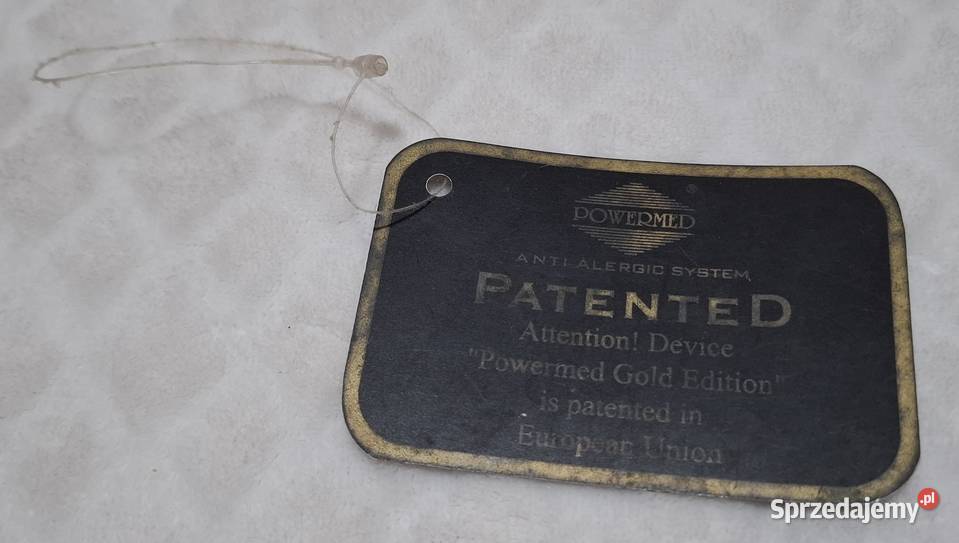 POWERMED ®
ANTI ALERGIC SYSTEM
PATENTED
Attention! Device
"Powermed Gold Edition"
is patented in
European Union
Sprzedajemy.pl